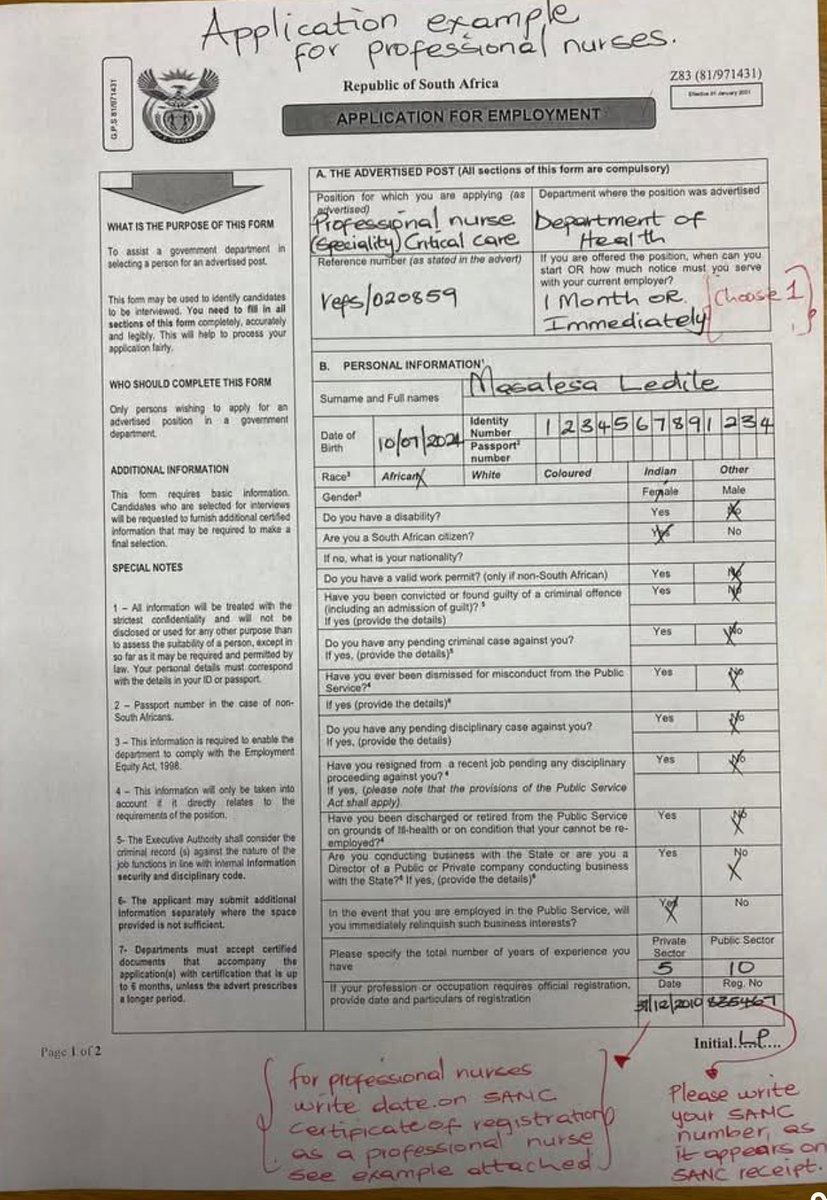 Application example
for professional nurses.
G.P.S 81/971431
Republic of South Africa
Z83 (81/971431)
Effective 01 January 2021
APPLICATION FOR EMPLOYMENT
WHAT IS THE PURPOSE OF THIS FORM
To assist a government department in
selecting a person for an advertised post.
This form may be used to identify candidates
to be interviewed. You need to fill in all
sections of this form completely, accurately
and legibly. This will help to process your
application fairly.
WHO SHOULD COMPLETE THIS FORM
Only persons wishing to apply for an
advertised position in a government
department.
ADDITIONAL INFORMATION
This form requires basic information.
Candidates who are selected for interviews
will be requested to furnish additional certified
information that may be required to make a
final selection.
SPECIAL NOTES
1 – All information will be treated with the
strictest confidentiality and will not be
disclosed or used for any other purpose than
to assess the suitability of a person, except in
so far as it may be required and permitted by
law. Your personal details must correspond
with the details in your ID or passport.
2 – Passport number in the case of non-
South Africans.
3 – This information is required to enable the
department to comply with the Employment
Equity Act, 1998.
4 – This information will only be taken into
account if it directly relates to the
requirements of the position.
5- The Executive Authority shall consider the
criminal record (s) against the nature of the
job functions in line with internal Information
security and disciplinary code.
6- The applicant may submit additional
information separately where the space
provided is not sufficient.
7- Departments must accept certified
documents that accompany the
application(s) with certification that is up
to 6 months, unless the advert prescribes
a longer period.
A. THE ADVERTISED POST (All sections of this form are compulsory)
Position for which you are applying (as
advertised)
Professional nurse
(Speciality) Critical care
Department where the position was advertised
Department of
Health
Reference number (as stated in the advert)
refs/020859
If you are offered the position, when can you
start OR how much notice must you serve
with your current employer?
1 Month OR
Immediately
Choose 1
B. PERSONAL INFORMATION¹
Surname and Full names
Masalesa Ledile
Date of
Birth
10/07/2024
Identity
Number
1 2 3 4 5 6 7 8 9 1 2 3 4
Passport²
number
Race³ African White Coloured Indian Other
Gender³ Female Male
Do you have a disability? Yes No
Are you a South African citizen? Yes No
If no, what is your nationality?
Do you have a valid work permit? (only if non-South African) Yes No
Have you been convicted or found guilty of a criminal offence Yes No
(including an admission of guilt)? ⁵
If yes (provide the details)
Do you have any pending criminal case against you? Yes No
If yes, (provide the details)⁵
Have you ever been dismissed for misconduct from the Public Yes No
Service?⁴
If yes (provide the details)⁶
Do you have any pending disciplinary case against you? Yes No
If yes, (provide the details)
Have you resigned from a recent job pending any disciplinary Yes No
proceeding against you? ⁴
If yes, (please note that the provisions of the Public Service
Act shall apply).
Have you been discharged or retired from the Public Service Yes No
on grounds of Ill-health or on condition that your cannot be re-
employed?⁴
Are you conducting business with the State or are you a Yes No
Director of a Public or Private company conducting business
with the State?⁴ If yes, (provide the details)⁶
In the event that you are employed in the Public Service, will Yes No
you immediately relinquish such business interests?
Please specify the total number of years of experience you
have
Private
Sector
Public Sector
5 10
If your profession or occupation requires official registration,
provide date and particulars of registration
Date Reg. No
31/12/2010
Page 1 of 2
Initial..LP....
for professional nurses
write date on SANC
certificate of registration
as a professional nurse
see example attached
Please write
your SANC
number, as
it appears on
SANC receipt.